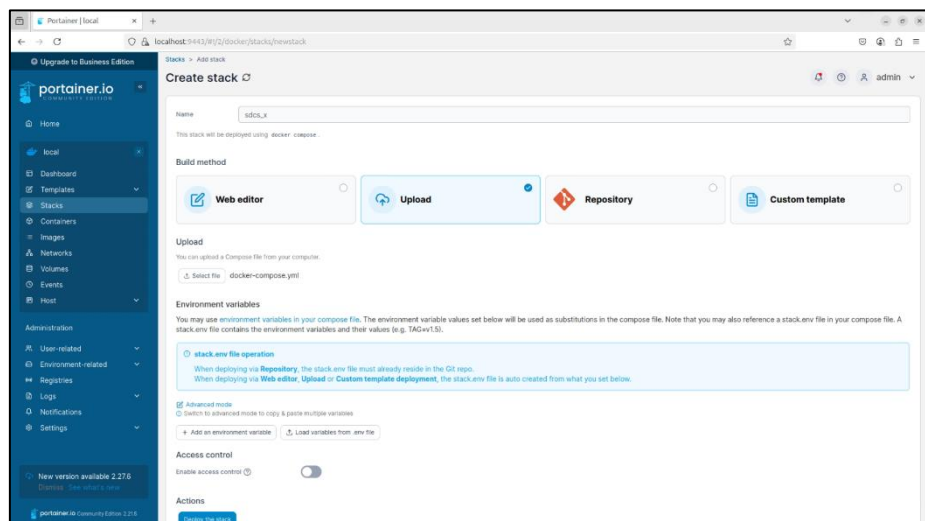 Portainer | local
localhost:9443/#!/2/docker/stacks/newstack
Upgrade to Business Edition
portainer.io
COMMUNITY EDITION
Home
local
Dashboard
Templates
Stacks
Containers
Images
Networks
Volumes
Events
Host
Administration
User-related
Environment-related
Registries
Logs
Notifications
Settings
New version available 2.27.6
Dismiss See what's new
portainer.io Community Edition 2.21.5
Stacks > Add stack
Create stack
admin
Name
sdcs_x
This stack will be deployed using docker compose.
Build method
Web editor
Upload
Repository
Custom template
Upload
You can upload a Compose file from your computer.
Select file docker-compose.yml
Environment variables
You may use environment variables in your compose file. The environment variable values set below will be used as substitutions in the compose file. Note that you may also reference a stack.env file in your compose file. A
stack.env file contains the environment variables and their values (e.g. TAG=v1.5).
stack.env file operation
When deploying via Repository, the stack.env file must already reside in the Git repo.
When deploying via Web editor, Upload or Custom template deployment, the stack.env file is auto created from what you set below.
Advanced mode
Switch to advanced mode to copy & paste multiple variables
+ Add an environment variable
Load variables from .env file
Access control
Enable access control
Actions
Deploy the stack